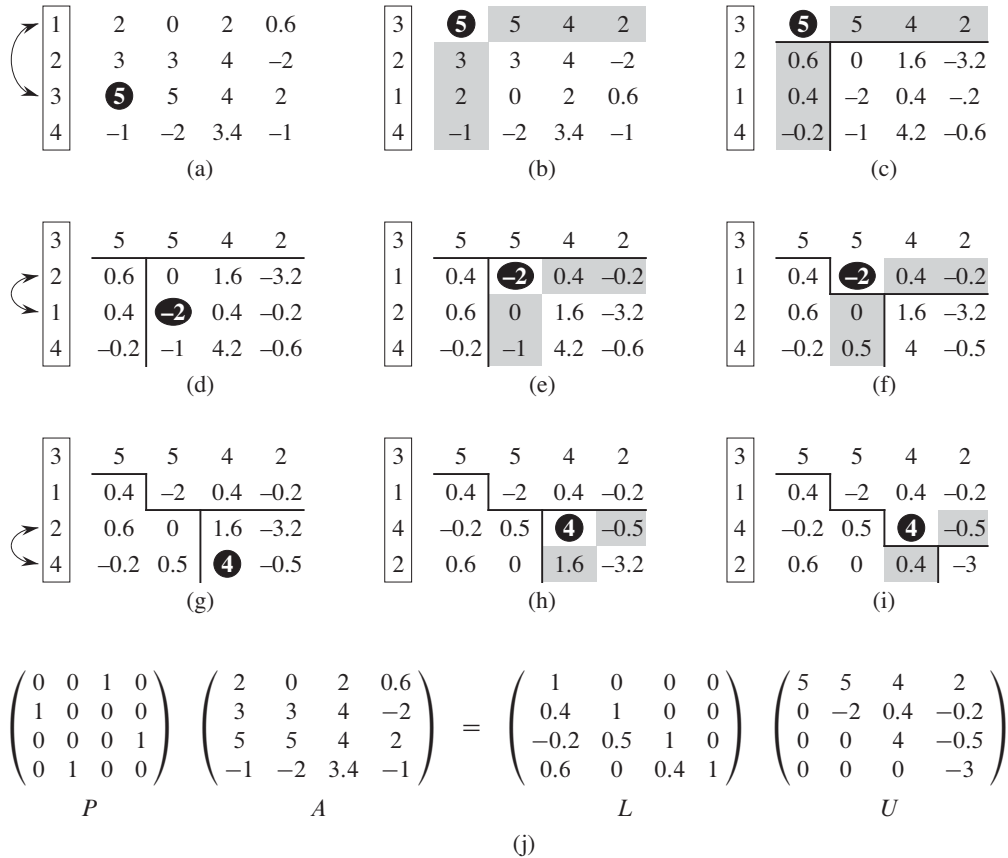 1 2 0 2 0.6 3 5 5 4 2 3 5 5 4 2
2 3 3 4 –2 2 3 3 4 –2 2 0.6 0 1.6 –3.2
3 5 5 4 2 1 2 0 2 0.6 1 0.4 –2 0.4 –.2
4 –1 –2 3.4 –1 4 –1 –2 3.4 –1 4 –0.2 –1 4.2 –0.6
(a) (b) (c)
3 5 5 4 2 3 5 5 4 2 3 5 5 4 2
2 0.6 0 1.6 –3.2 1 0.4 –2 0.4 –0.2 1 0.4 –2 0.4 –0.2
1 0.4 –2 0.4 –0.2 2 0.6 0 1.6 –3.2 2 0.6 0 1.6 –3.2
4 –0.2 –1 4.2 –0.6 4 –0.2 –1 4.2 –0.6 4 –0.2 0.5 4 –0.5
(d) (e) (f)
3 5 5 4 2 3 5 5 4 2 3 5 5 4 2
1 0.4 –2 0.4 –0.2 1 0.4 –2 0.4 –0.2 1 0.4 –2 0.4 –0.2
2 0.6 0 1.6 –3.2 4 –0.2 0.5 4 –0.5 4 –0.2 0.5 4 –0.5
4 –0.2 0.5 4 –0.5 2 0.6 0 1.6 –3.2 2 0.6 0 0.4 –3
(g) (h) (i)
0 0 1 0 2 0 2 0.6 1 0 0 0 5 5 4 2
1 0 0 0 3 3 4 –2 0.4 1 0 0 0 –2 0.4 –0.2
0 0 0 1 5 5 4 2 = –0.2 0.5 1 0 0 0 4 –0.5
0 1 0 0 –1 –2 3.4 –1 0.6 0 0.4 1 0 0 0 –3
P A L U
(j)